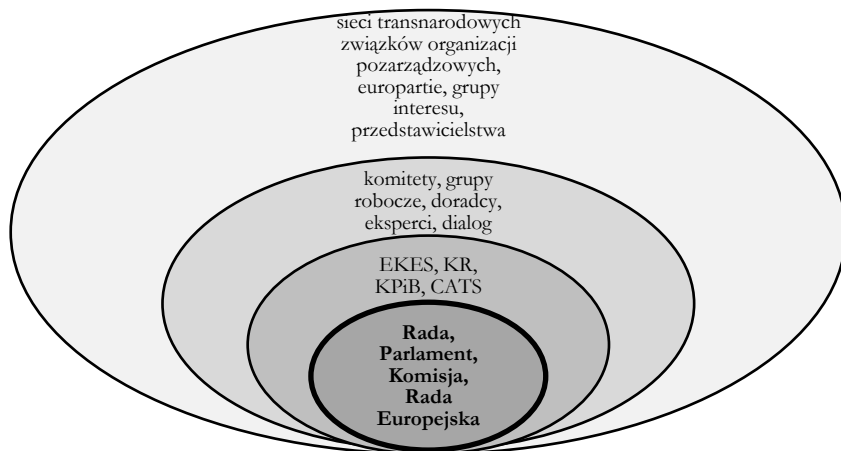 sieci transnarodowych
związków organizacji
pozarządzowych,
europartie, grupy
interesu,
przedstawicielstwa
komitety, grupy
robocze, doradcy,
eksperci, dialog
EKES, KR,
KPiB, CATS
Rada,
Parlament,
Komisja,
Rada
Europejska